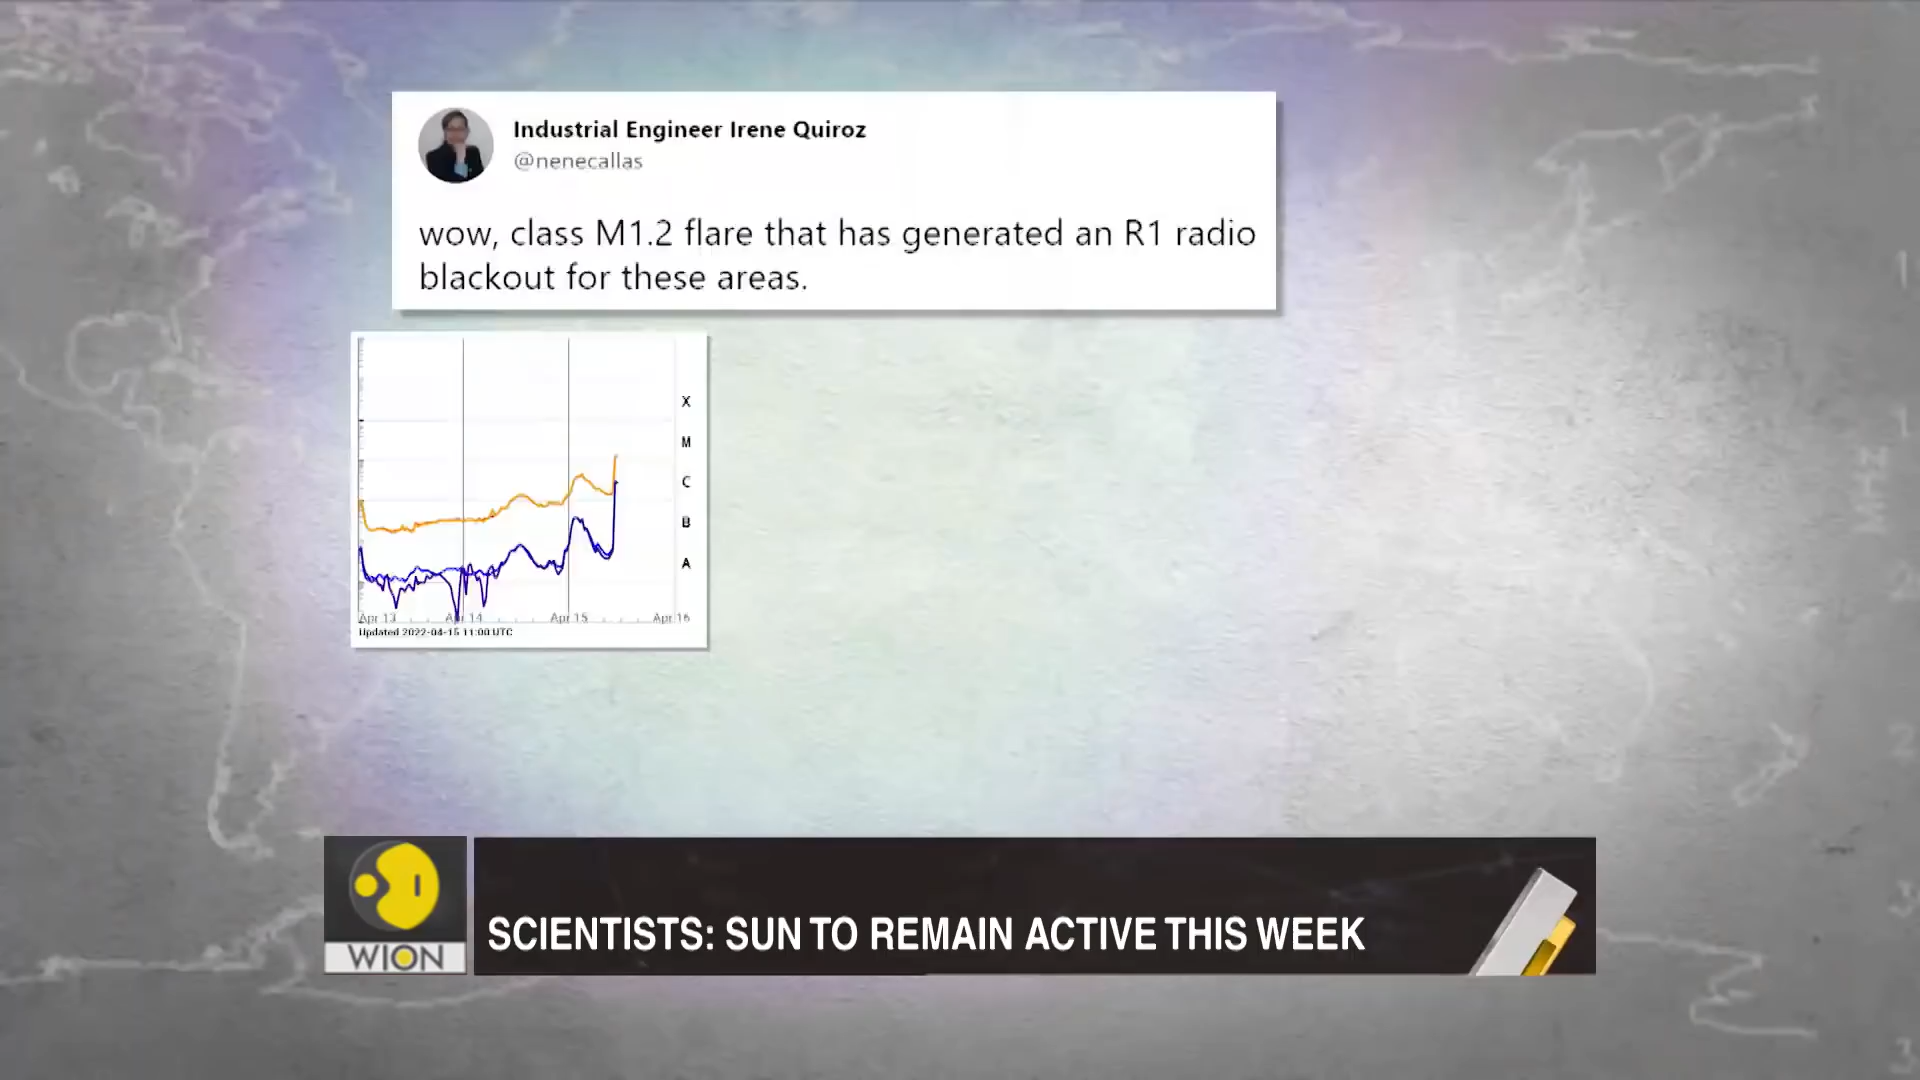 Industrial Engineer Irene Quiroz
@nenecallas
wow, class M1.2 flare that has generated an R1 radio
blackout for these areas.
X
M
C
B
A
Apr 13 Apr 14 Apr 15 Apr 16
Updated 2022-04-15 11:00 UTC
WION
SCIENTISTS: SUN TO REMAIN ACTIVE THIS WEEK